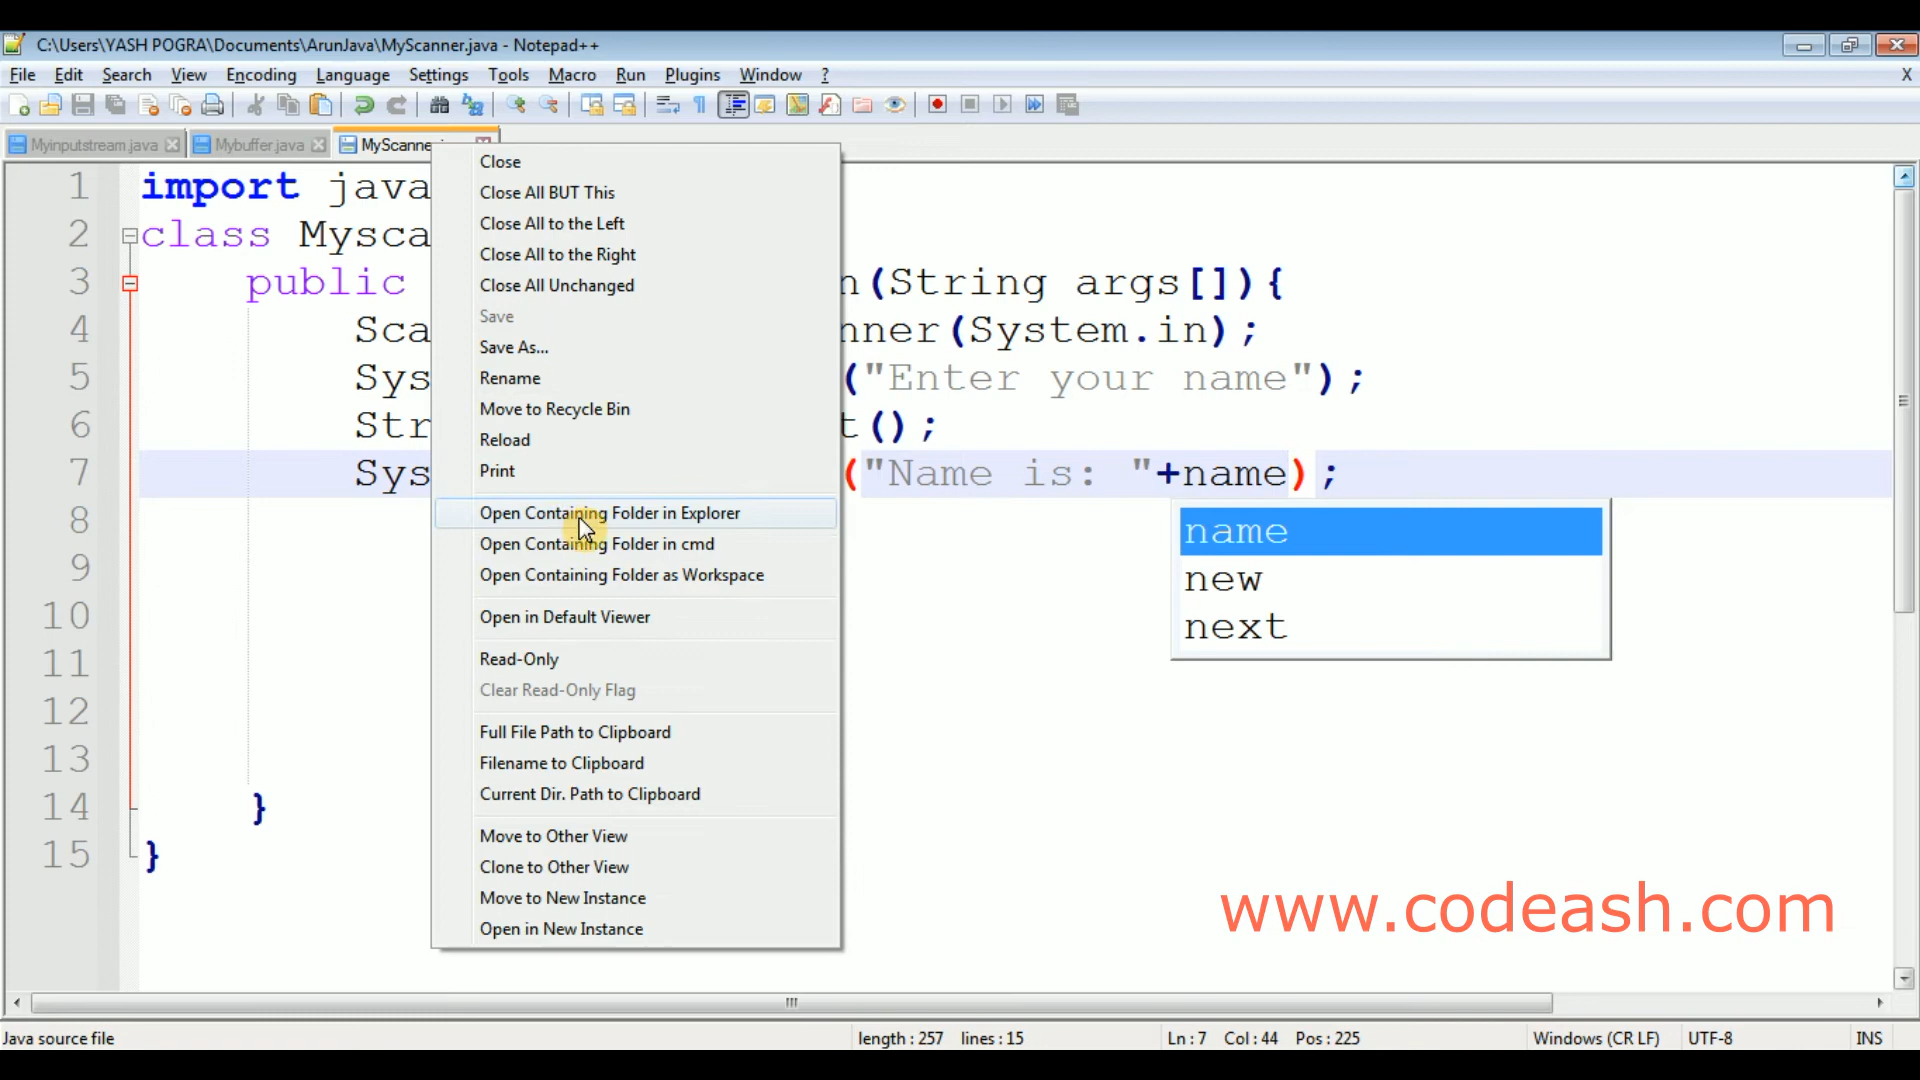 C:\Users\YASH POGRA\Documents\ArunJava\MyScanner.java - Notepad++
File Edit Search View Encoding Language Settings Tools Macro Run Plugins Window ? X
Myinputstream.java Mybuffer.java MyScanne
Close
Close All BUT This
Close All to the Left
Close All to the Right
Close All Unchanged
Save
Save As...
Rename
Move to Recycle Bin
Reload
Print
Open Containing Folder in Explorer
Open Containing Folder in cmd
Open Containing Folder as Workspace
Open in Default Viewer
Read-Only
Clear Read-Only Flag
Full File Path to Clipboard
Filename to Clipboard
Current Dir. Path to Clipboard
Move to Other View
Clone to Other View
Move to New Instance
Open in New Instance
1 import java
2 class Mysca
3 public n(String args[]){
4 Sca nner(System.in);
5 Sys ("Enter your name");
6 Str t();
7 Sys ("Name is: "+name);
8
9
10
11
12
13
14 }
15 }
name
new
next
www.codeash.com
Java source file length : 257 lines : 15 Ln : 7 Col : 44 Pos : 225 Windows (CR LF) UTF-8 INS